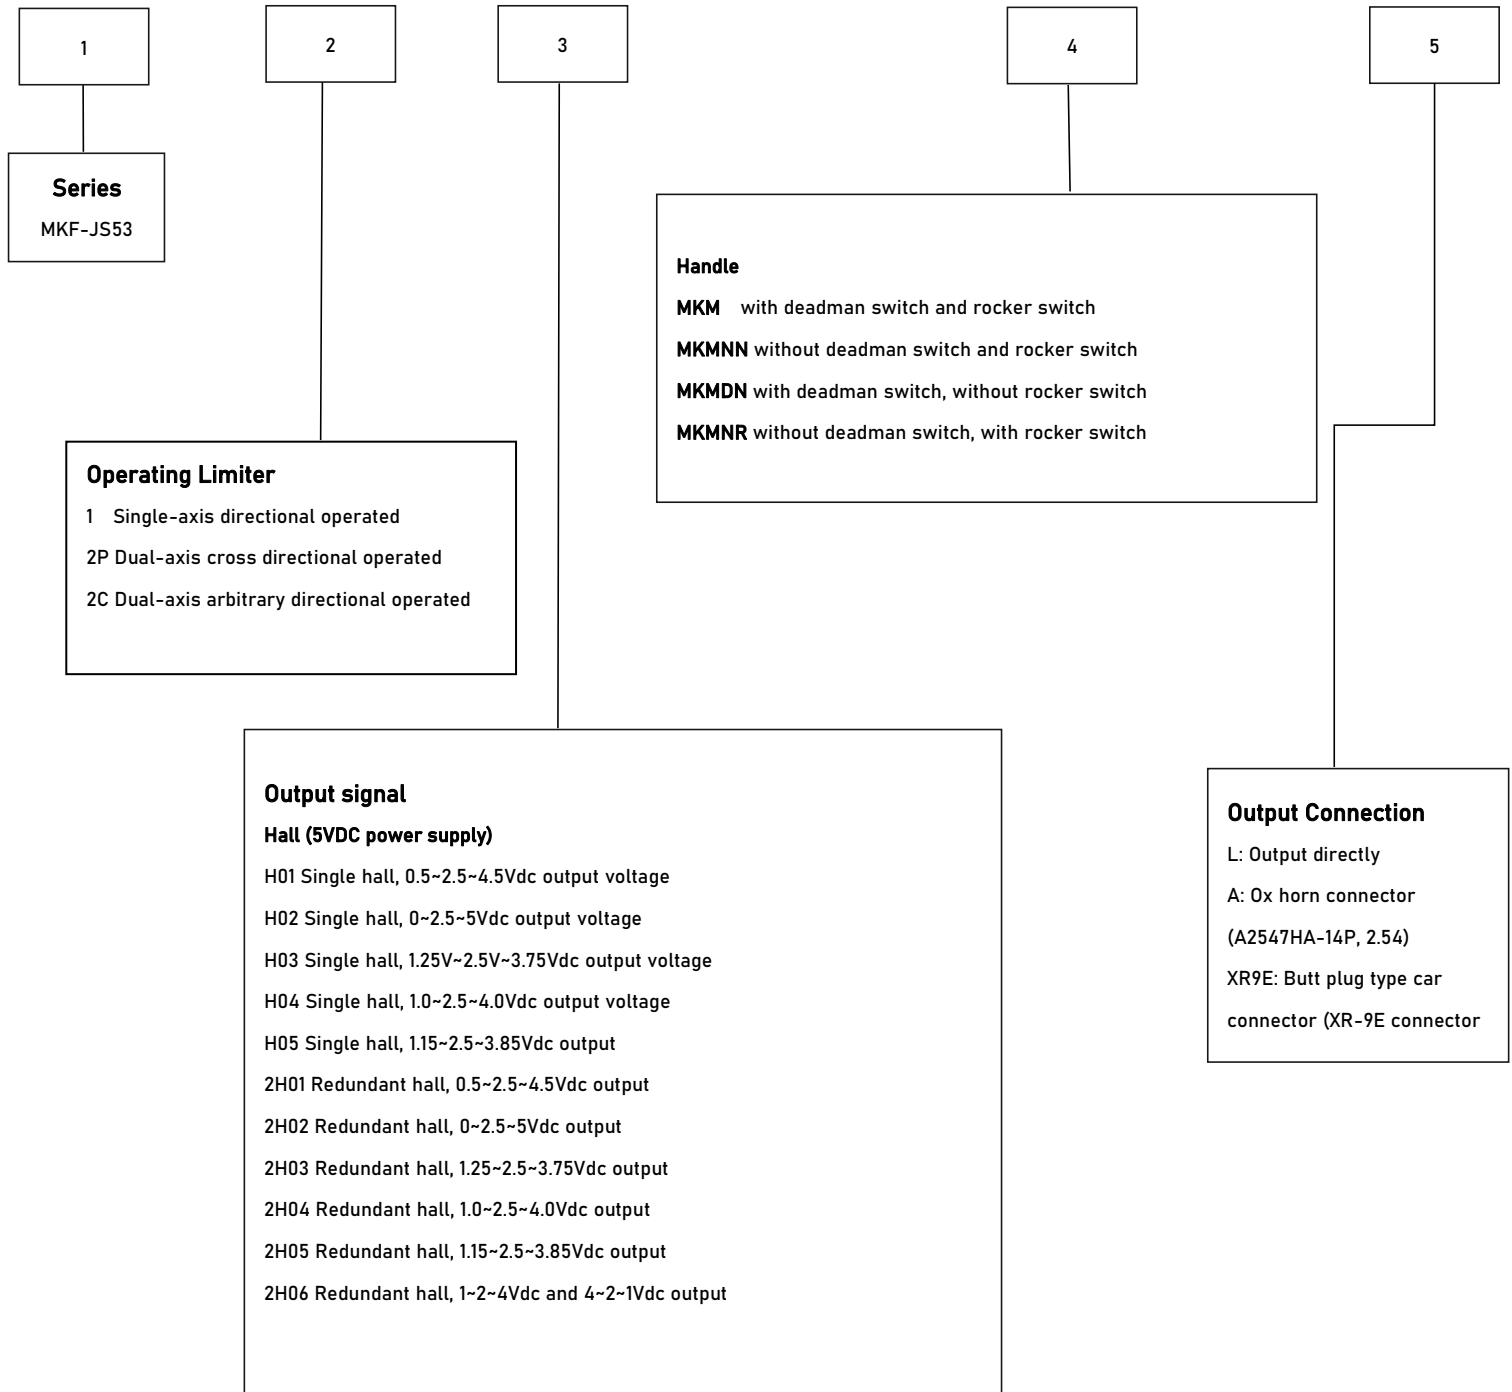 1
2
3
4
5
Series
MKF-JS53
Handle
MKM with deadman switch and rocker switch
MKMNN without deadman switch and rocker switch
MKMDN with deadman switch, without rocker switch
MKMNR without deadman switch, with rocker switch
Operating Limiter
1 Single-axis directional operated
2P Dual-axis cross directional operated
2C Dual-axis arbitrary directional operated
Output signal
Hall (5VDC power supply)
H01 Single hall, 0.5~2.5~4.5Vdc output voltage
H02 Single hall, 0~2.5~5Vdc output voltage
H03 Single hall, 1.25V~2.5V~3.75Vdc output voltage
H04 Single hall, 1.0~2.5~4.0Vdc output voltage
H05 Single hall, 1.15~2.5~3.85Vdc output
2H01 Redundant hall, 0.5~2.5~4.5Vdc output
2H02 Redundant hall, 0~2.5~5Vdc output
2H03 Redundant hall, 1.25~2.5~3.75Vdc output
2H04 Redundant hall, 1.0~2.5~4.0Vdc output
2H05 Redundant hall, 1.15~2.5~3.85Vdc output
2H06 Redundant hall, 1~2~4Vdc and 4~2~1Vdc output
Output Connection
L: Output directly
A: Ox horn connector
(A2547HA-14P, 2.54)
XR9E: Butt plug type car
connector (XR-9E connector